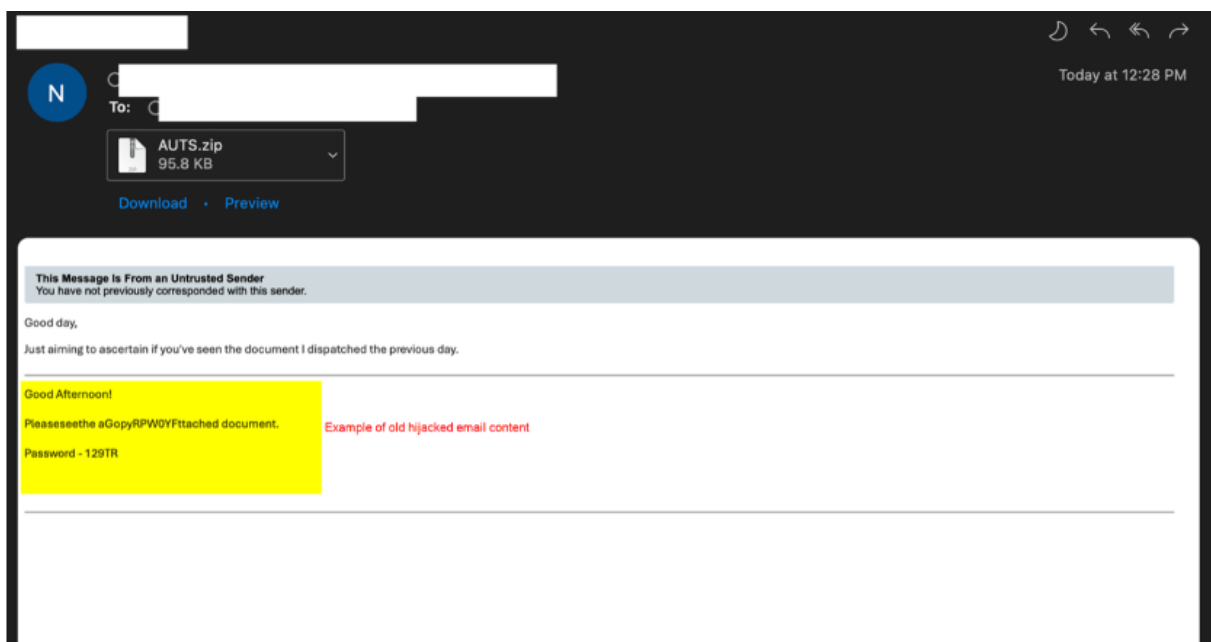 Today at 12:28 PM
N
To:
AUTS.zip
95.8 KB
Download • Preview
This Message Is From an Untrusted Sender
You have not previously corresponded with this sender.
Good day,
Just aiming to ascertain if you've seen the document I dispatched the previous day.
Good Afternoon!
Pleaseseethe aGopyRPW0YFttached document.
Example of old hijacked email content
Password - 129TR